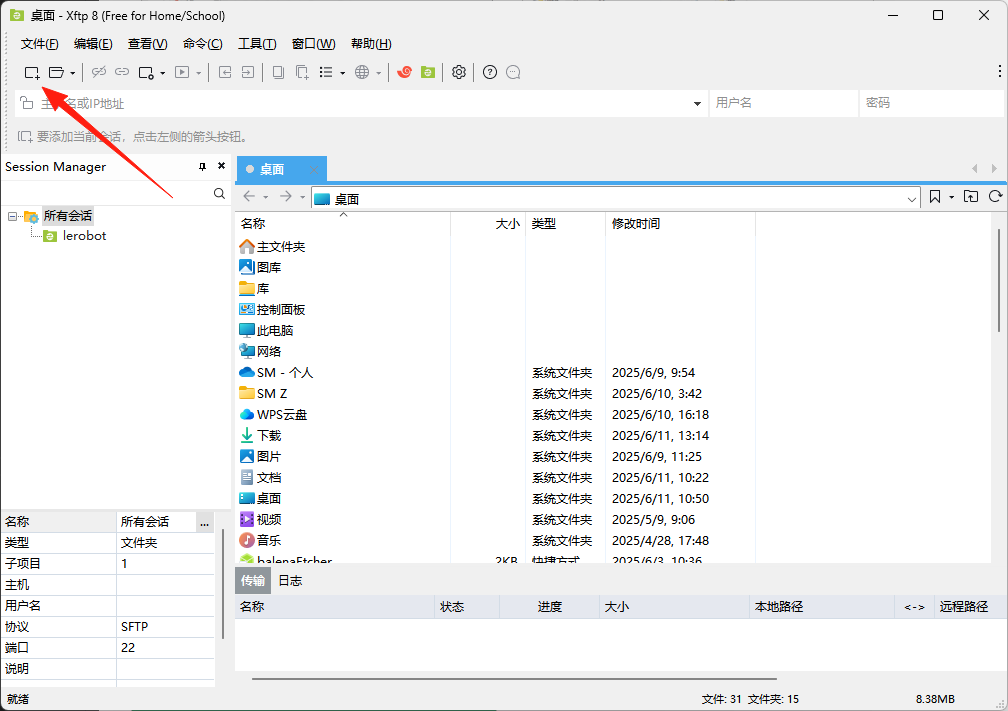 桌面 - Xftp 8 (Free for Home/School)
文件(F) 编辑(E) 查看(V) 命令(C) 工具(T) 窗口(W) 帮助(H)
名或IP地址 用户名 密码
要添加当前会话，点击左侧的箭头按钮。
Session Manager
所有会话
lerobot
桌面
桌面
名称 大小 类型 修改时间
主文件夹
图库
库
控制面板
此电脑
网络
SM - 个人 系统文件夹 2025/6/9, 9:54
SM Z 系统文件夹 2025/6/10, 3:42
WPS云盘 系统文件夹 2025/6/10, 16:18
下载 系统文件夹 2025/6/11, 13:14
图片 系统文件夹 2025/6/9, 11:25
文档 系统文件夹 2025/6/11, 10:22
桌面 系统文件夹 2025/6/11, 10:50
视频 系统文件夹 2025/5/9, 9:06
音乐 系统文件夹 2025/4/28, 17:48
balenaEtcher 2KB 快捷方式 2025/6/3, 10:36
名称 所有会话 ...
类型 文件夹
子项目 1
主机
用户名
协议 SFTP
端口 22
说明
传输 日志
名称 状态 进度 大小 本地路径 <-> 远程路径
就绪 文件: 31 文件夹: 15 8.38MB